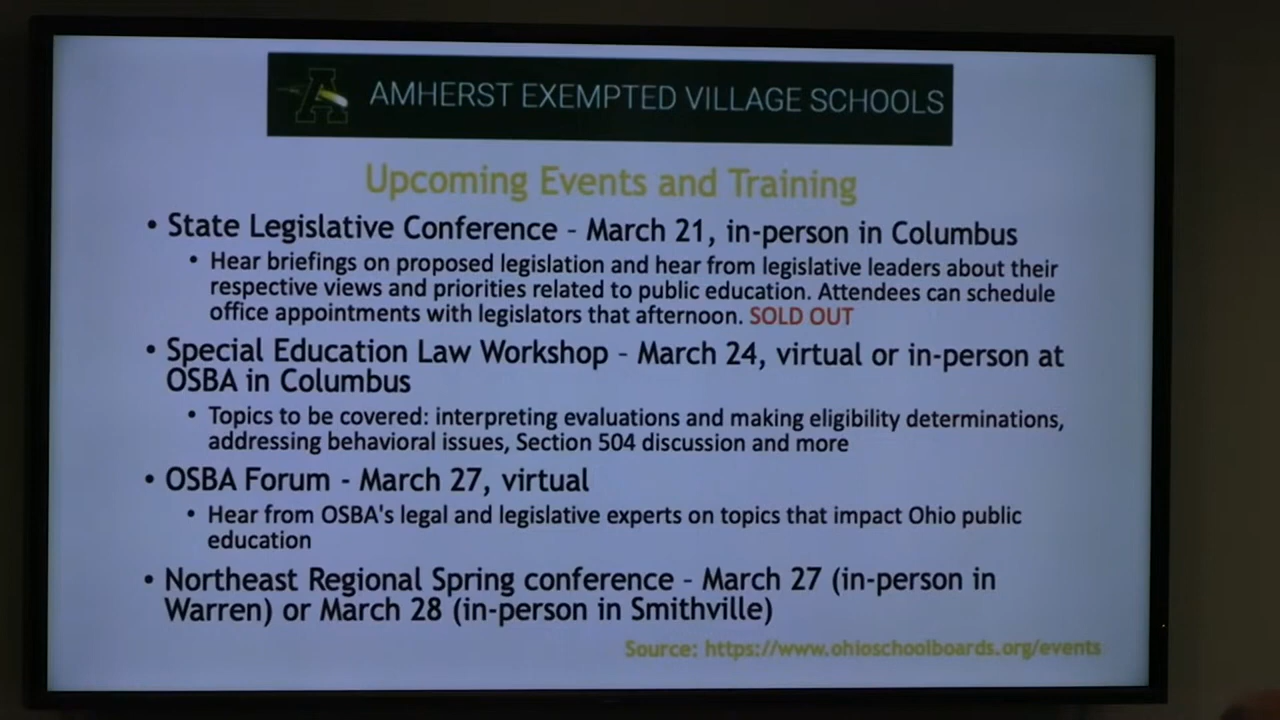 A AMHERST EXEMPTED VILLAGE SCHOOLS
Upcoming Events and Training
• State Legislative Conference – March 21, in-person in Columbus
• Hear briefings on proposed legislation and hear from legislative leaders about their
respective views and priorities related to public education. Attendees can schedule
office appointments with legislators that afternoon. SOLD OUT
• Special Education Law Workshop – March 24, virtual or in-person at
OSBA in Columbus
• Topics to be covered: interpreting evaluations and making eligibility determinations,
addressing behavioral issues, Section 504 discussion and more
• OSBA Forum - March 27, virtual
• Hear from OSBA's legal and legislative experts on topics that impact Ohio public
education
• Northeast Regional Spring conference – March 27 (in-person in
Warren) or March 28 (in-person in Smithville)
Source: https://www.ohioschoolboards.org/events